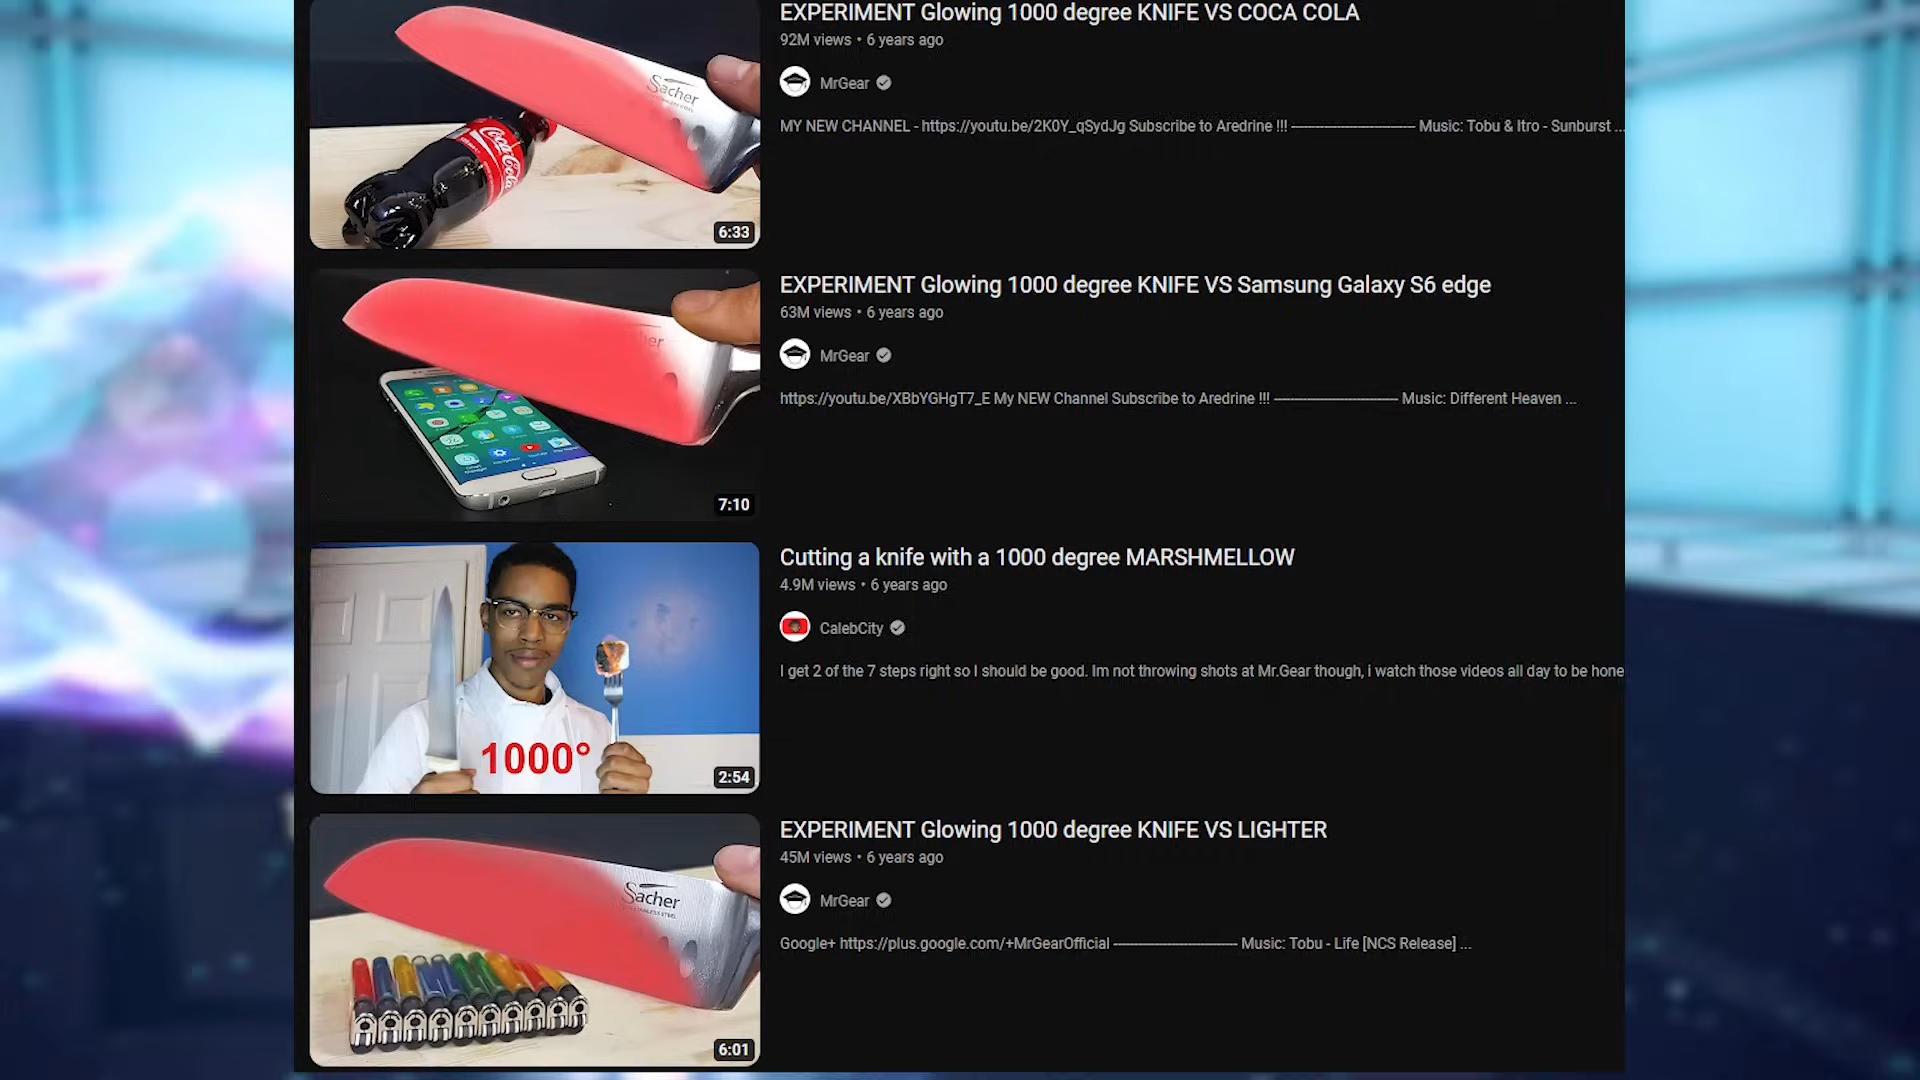 EXPERIMENT Glowing 1000 degree KNIFE VS COCA COLA
92M views • 6 years ago
MrGear
MY NEW CHANNEL - https://youtu.be/2K0Y_qSydJg Subscribe to Aredrine !!! ------------------------------ Music: Tobu & Itro - Sunburst ...
Sacher
Coca-Cola
6:33
EXPERIMENT Glowing 1000 degree KNIFE VS Samsung Galaxy S6 edge
63M views • 6 years ago
MrGear
https://youtu.be/XBbYGHgT7_E My NEW Channel Subscribe to Aredrine !!! ------------------------------ Music: Different Heaven ...
7:10
Cutting a knife with a 1000 degree MARSHMELLOW
4.9M views • 6 years ago
CalebCity
I get 2 of the 7 steps right so I should be good. Im not throwing shots at Mr.Gear though, i watch those videos all day to be hone
1000°
2:54
EXPERIMENT Glowing 1000 degree KNIFE VS LIGHTER
45M views • 6 years ago
MrGear
Google+ https://plus.google.com/+MrGearOfficial ------------------------------ Music: Tobu - Life [NCS Release] ...
Sacher
6:01